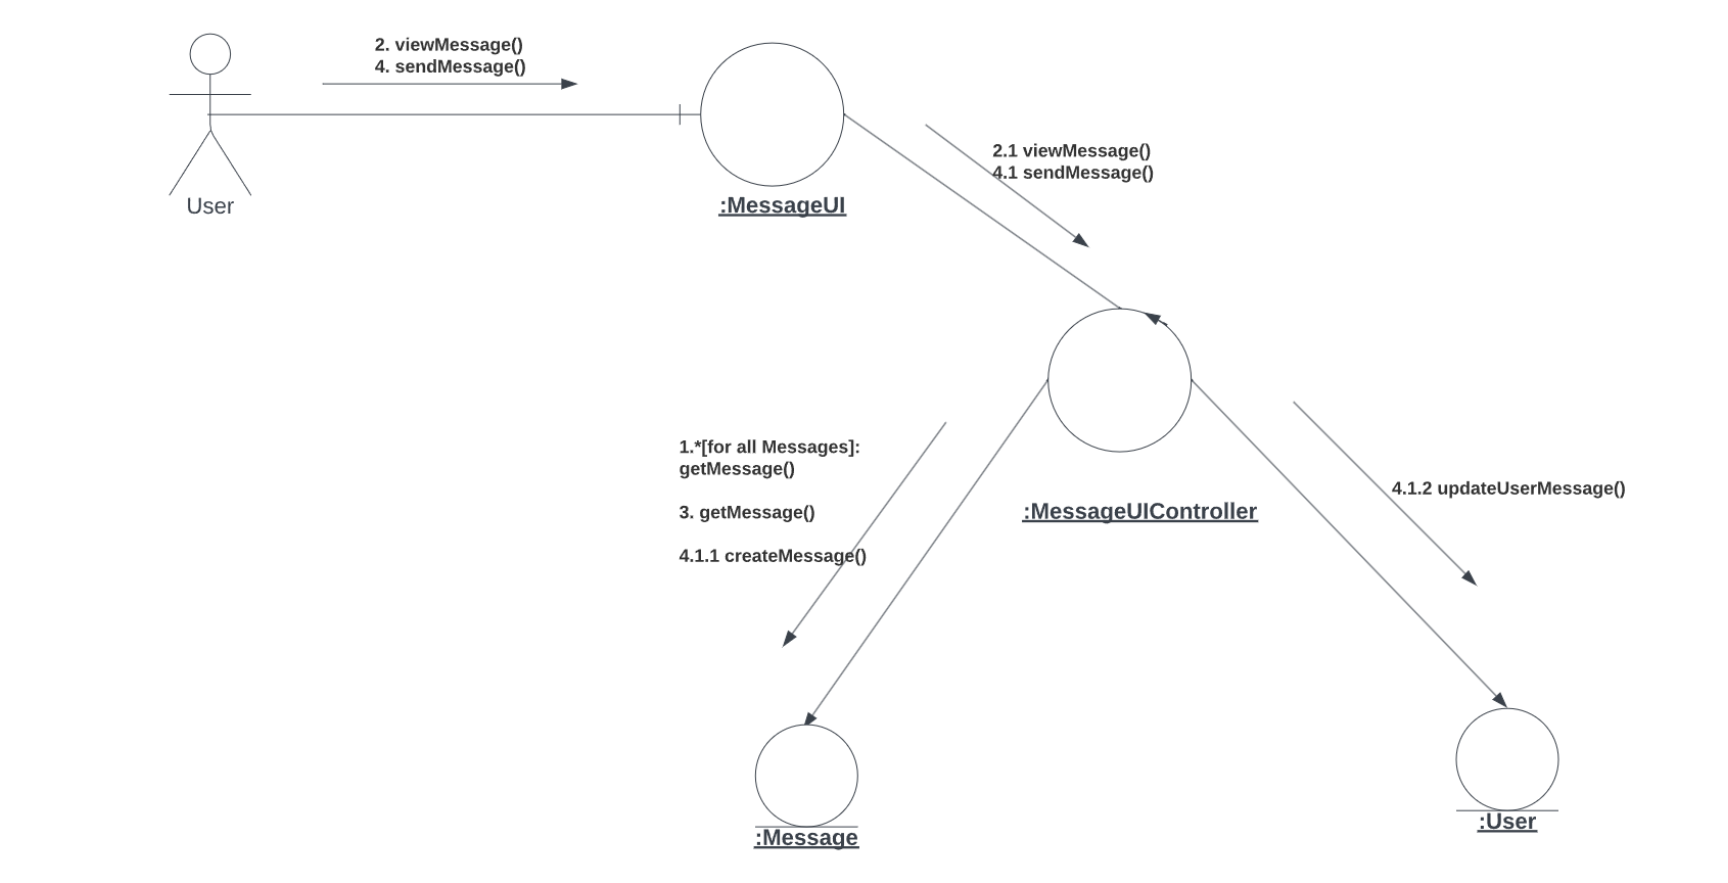 2. viewMessage()
4. sendMessage()
User
:MessageUI
2.1 viewMessage()
4.1 sendMessage()
1.*[for all Messages]:
getMessage()
3. getMessage()
4.1.1 createMessage()
:MessageUIController
4.1.2 updateUserMessage()
:Message
:User